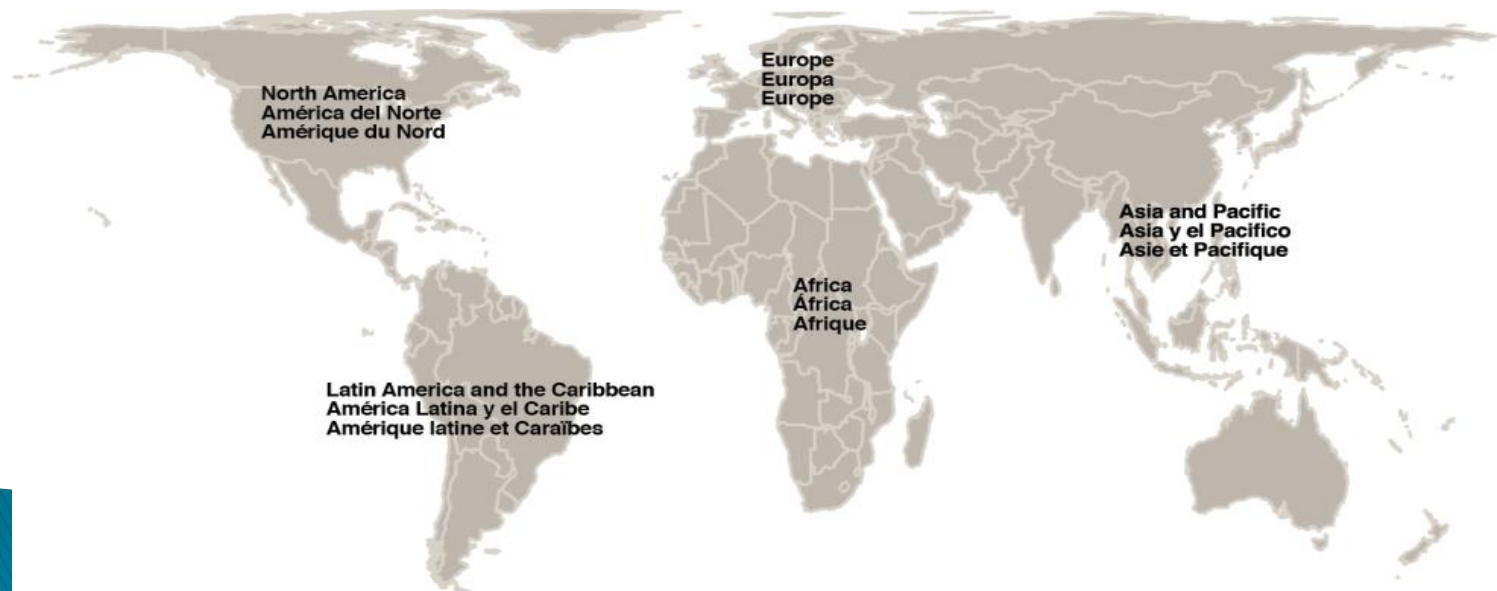 North America
América del Norte
Amérique du Nord
Europe
Europa
Europe
Asia and Pacific
Asia y el Pacifico
Asie et Pacifique
Africa
África
Afrique
Latin America and the Caribbean
América Latina y el Caribe
Amérique latine et Caraïbes